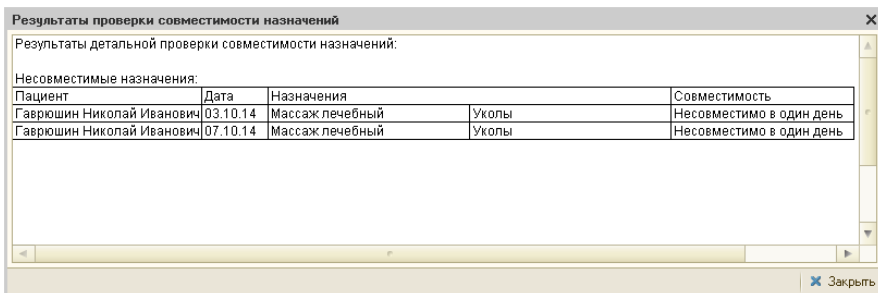 Результаты проверки совместимости назначений
Результаты детальной проверки совместимости назначений:
Несовместимые назначения:
Пациент Дата Назначения Совместимость
Гаврюшин Николай Иванович 03.10.14 Массаж лечебный Уколы Несовместимо в один день
Гаврюшин Николай Иванович 07.10.14 Массаж лечебный Уколы Несовместимо в один день
Закрыть